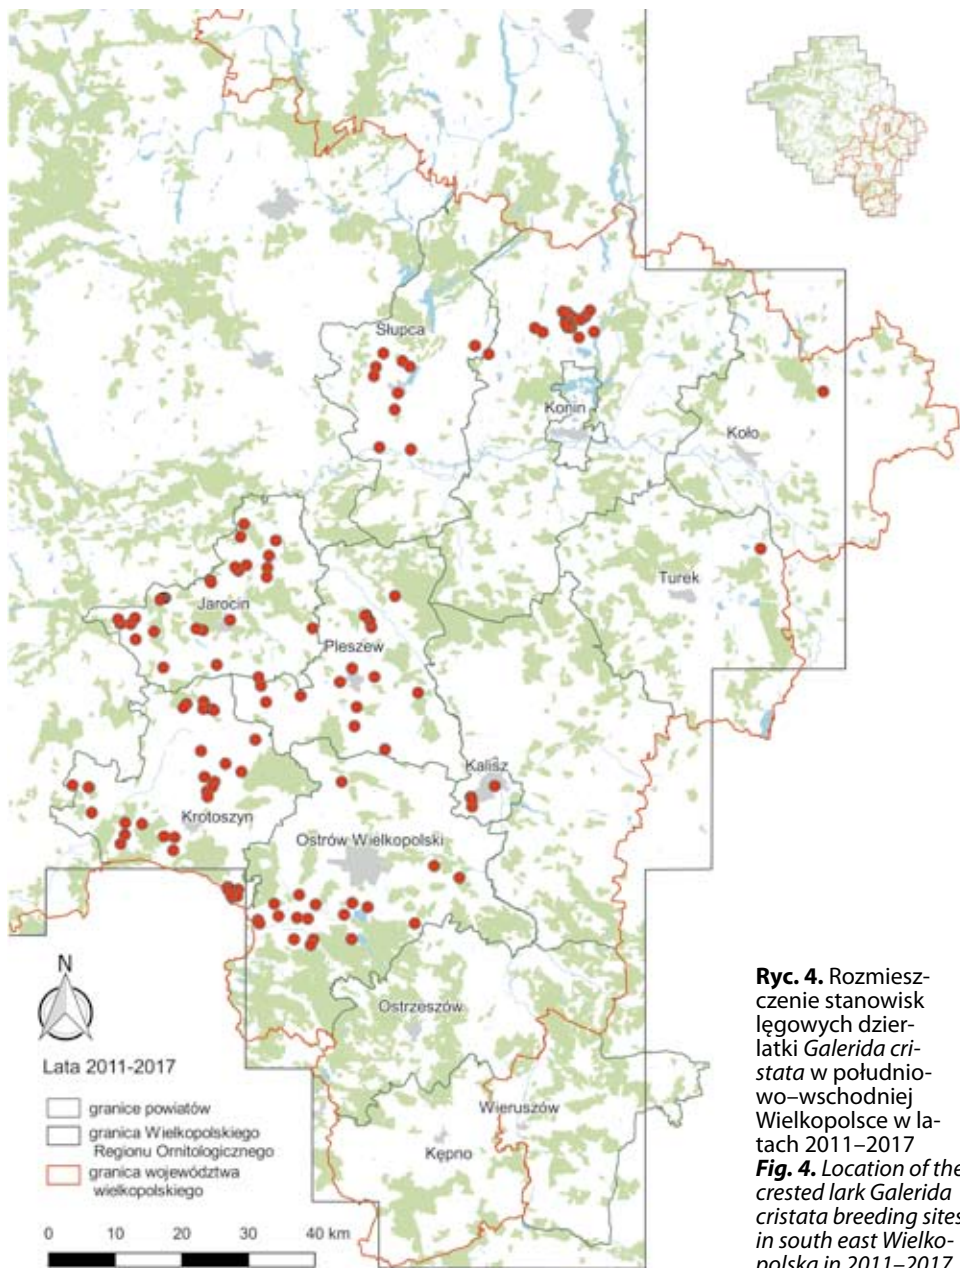 Słupca
Konin
Koło
Turek
Jarocin
Pleszew
Kalisz
Krotoszyn
Ostrów Wielkopolski
Ostrzeszów
Wieruszów
Kępno
N
Lata 2011-2017
granice powiatów
granica Wielkopolskiego
Regionu Ornitologicznego
granica województwa
wielkopolskiego
0 10 20 40 km
Ryc. 4. Rozmiesz-
czenie stanowisk
lęgowych dzier-
latki Galerida cri-
stata w południo-
wo–wschodniej
Wielkopolsce w la-
tach 2011–2017
Fig. 4. Location of the
crested lark Galerida
cristata breeding sites
in south east Wielko-
polska in 2011–2017